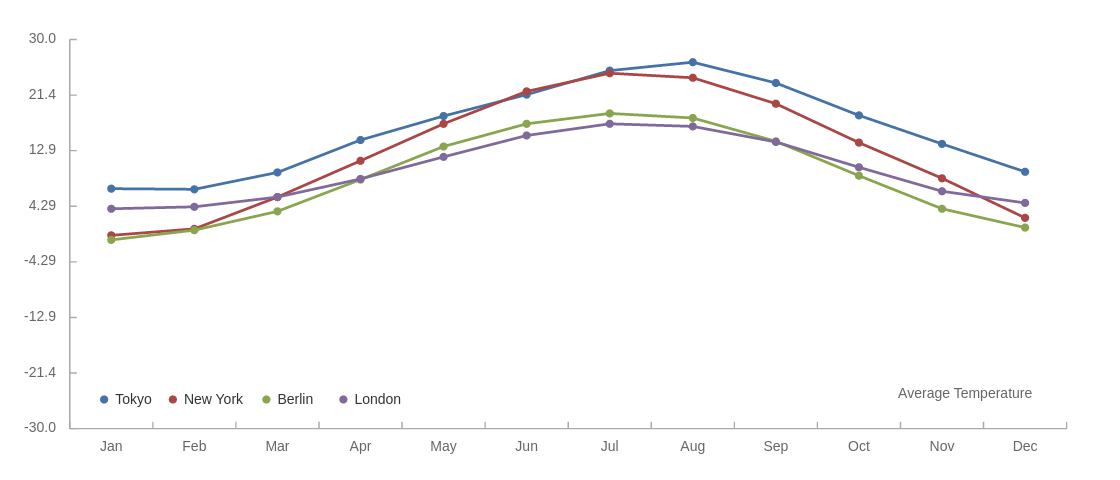 30.0
21.4
12.9
4.29
-4.29
-12.9
-21.4
-30.0
Tokyo New York Berlin London
Average Temperature
Jan Feb Mar Apr May Jun Jul Aug Sep Oct Nov Dec